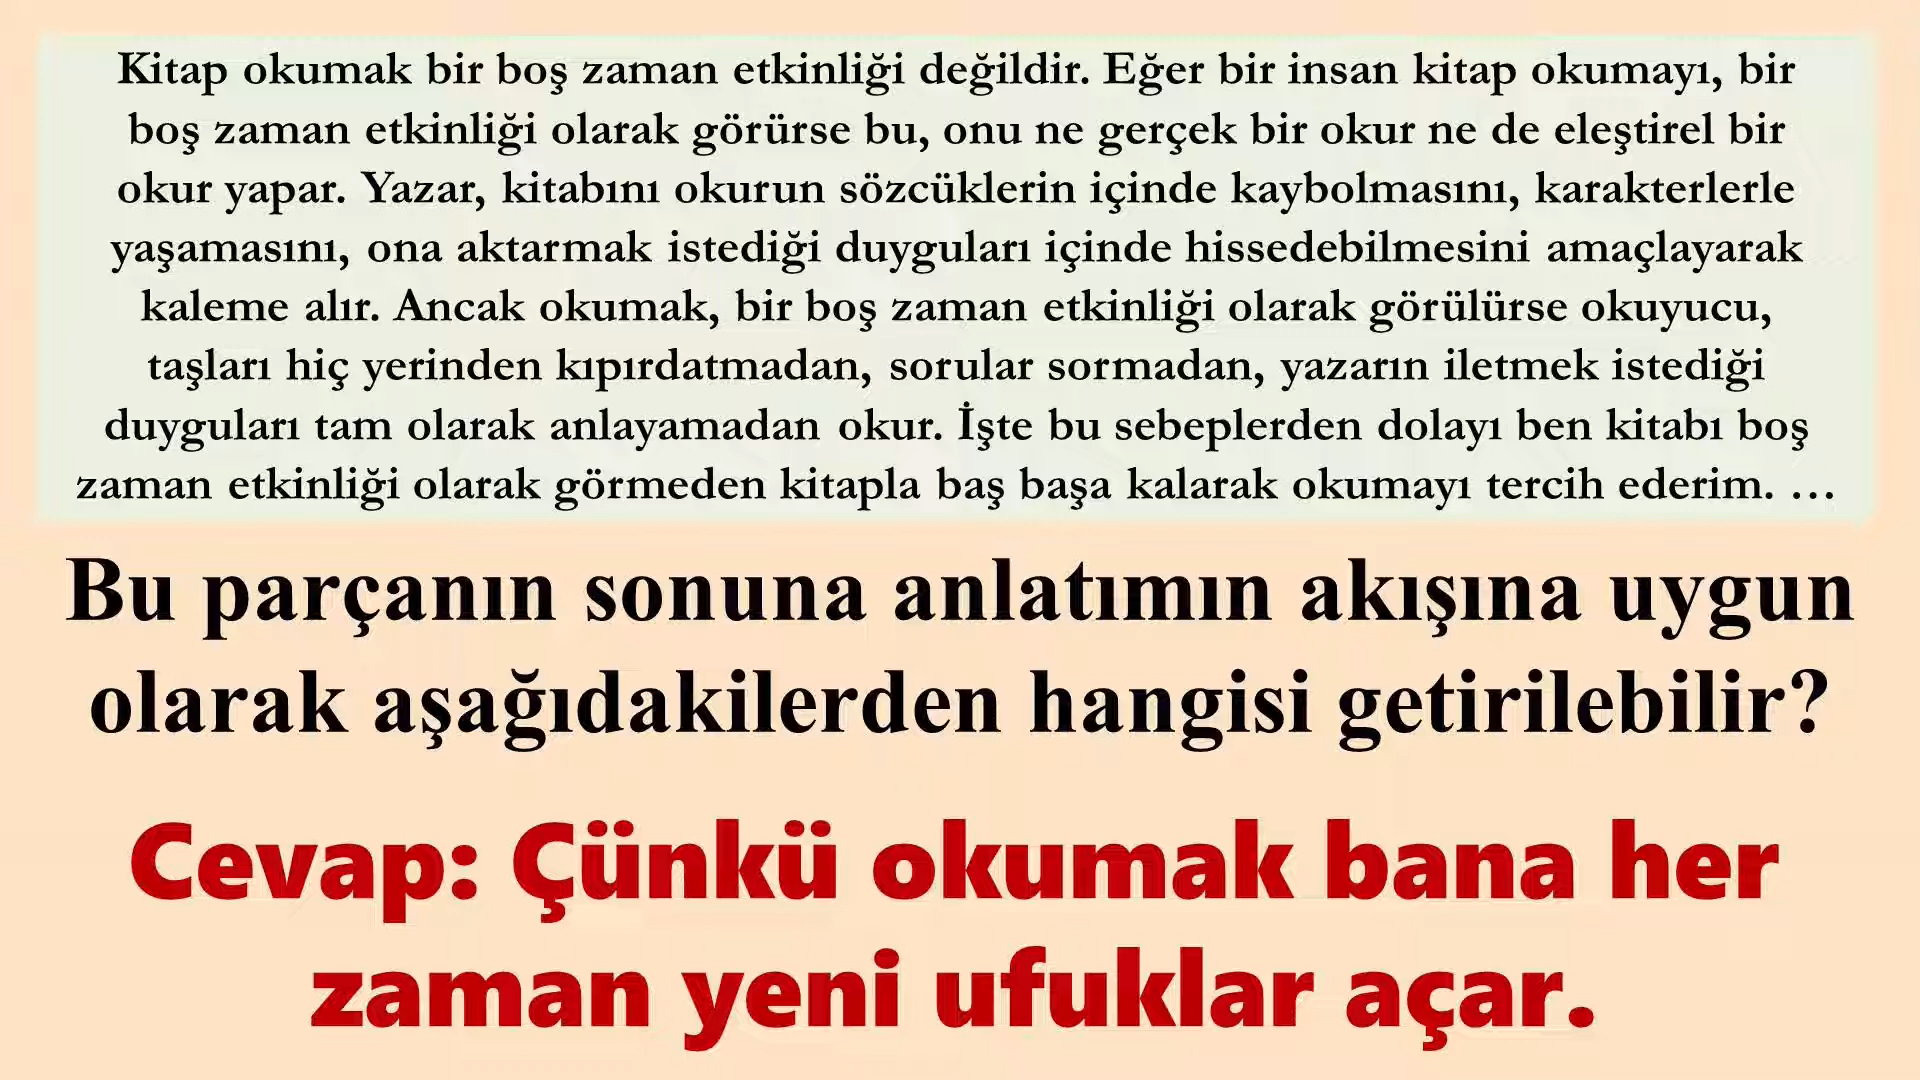 Kitap okumak bir boş zaman etkinliği değildir. Eğer bir insan kitap okumayı, bir
boş zaman etkinliği olarak görürse bu, onu ne gerçek bir okur ne de eleştirel bir
okur yapar. Yazar, kitabını okurun sözcüklerin içinde kaybolmasını, karakterlerle
yaşamasını, ona aktarmak istediği duyguları içinde hissedebilmesini amaçlayarak
kaleme alır. Ancak okumak, bir boş zaman etkinliği olarak görülürse okuyucu,
taşları hiç yerinden kıpırdatmadan, sorular sormadan, yazarın iletmek istediği
duyguları tam olarak anlayamadan okur. İşte bu sebeplerden dolayı ben kitabı boş
zaman etkinliği olarak görmeden kitapla baş başa kalarak okumayı tercih ederim. …
Bu parçanın sonuna anlatımın akışına uygun
olarak aşağıdakilerden hangisi getirilebilir?
Cevap: Çünkü okumak bana her
zaman yeni ufuklar açar.